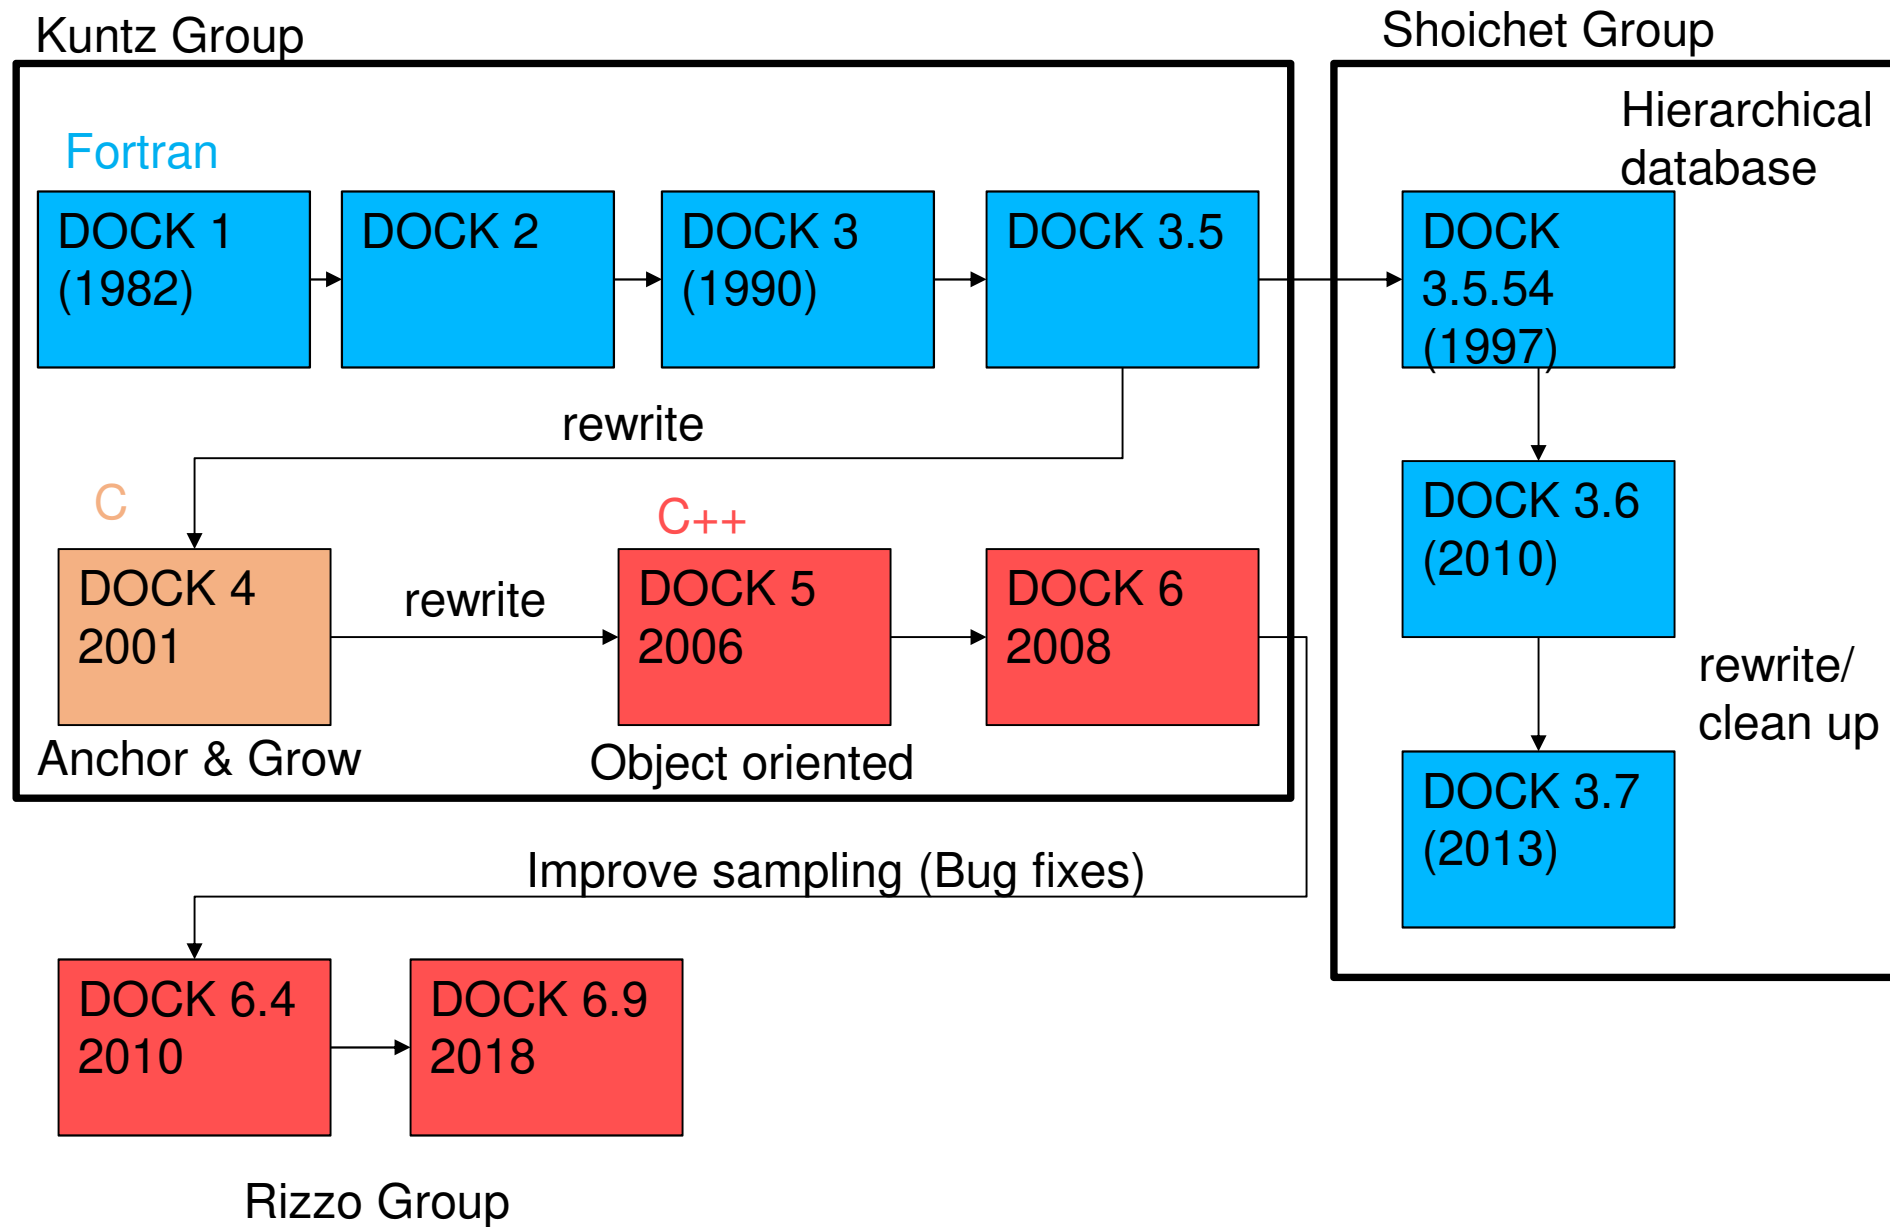 Kuntz Group
Shoichet Group
Fortran
Hierarchical
database
DOCK 1
(1982)
DOCK 2
DOCK 3
(1990)
DOCK 3.5
DOCK
3.5.54
(1997)
rewrite
C
C++
DOCK 4
2001
rewrite
DOCK 5
2006
DOCK 6
2008
DOCK 3.6
(2010)
rewrite/
clean up
Anchor & Grow
Object oriented
DOCK 3.7
(2013)
Improve sampling (Bug fixes)
DOCK 6.4
2010
DOCK 6.9
2018
Rizzo Group